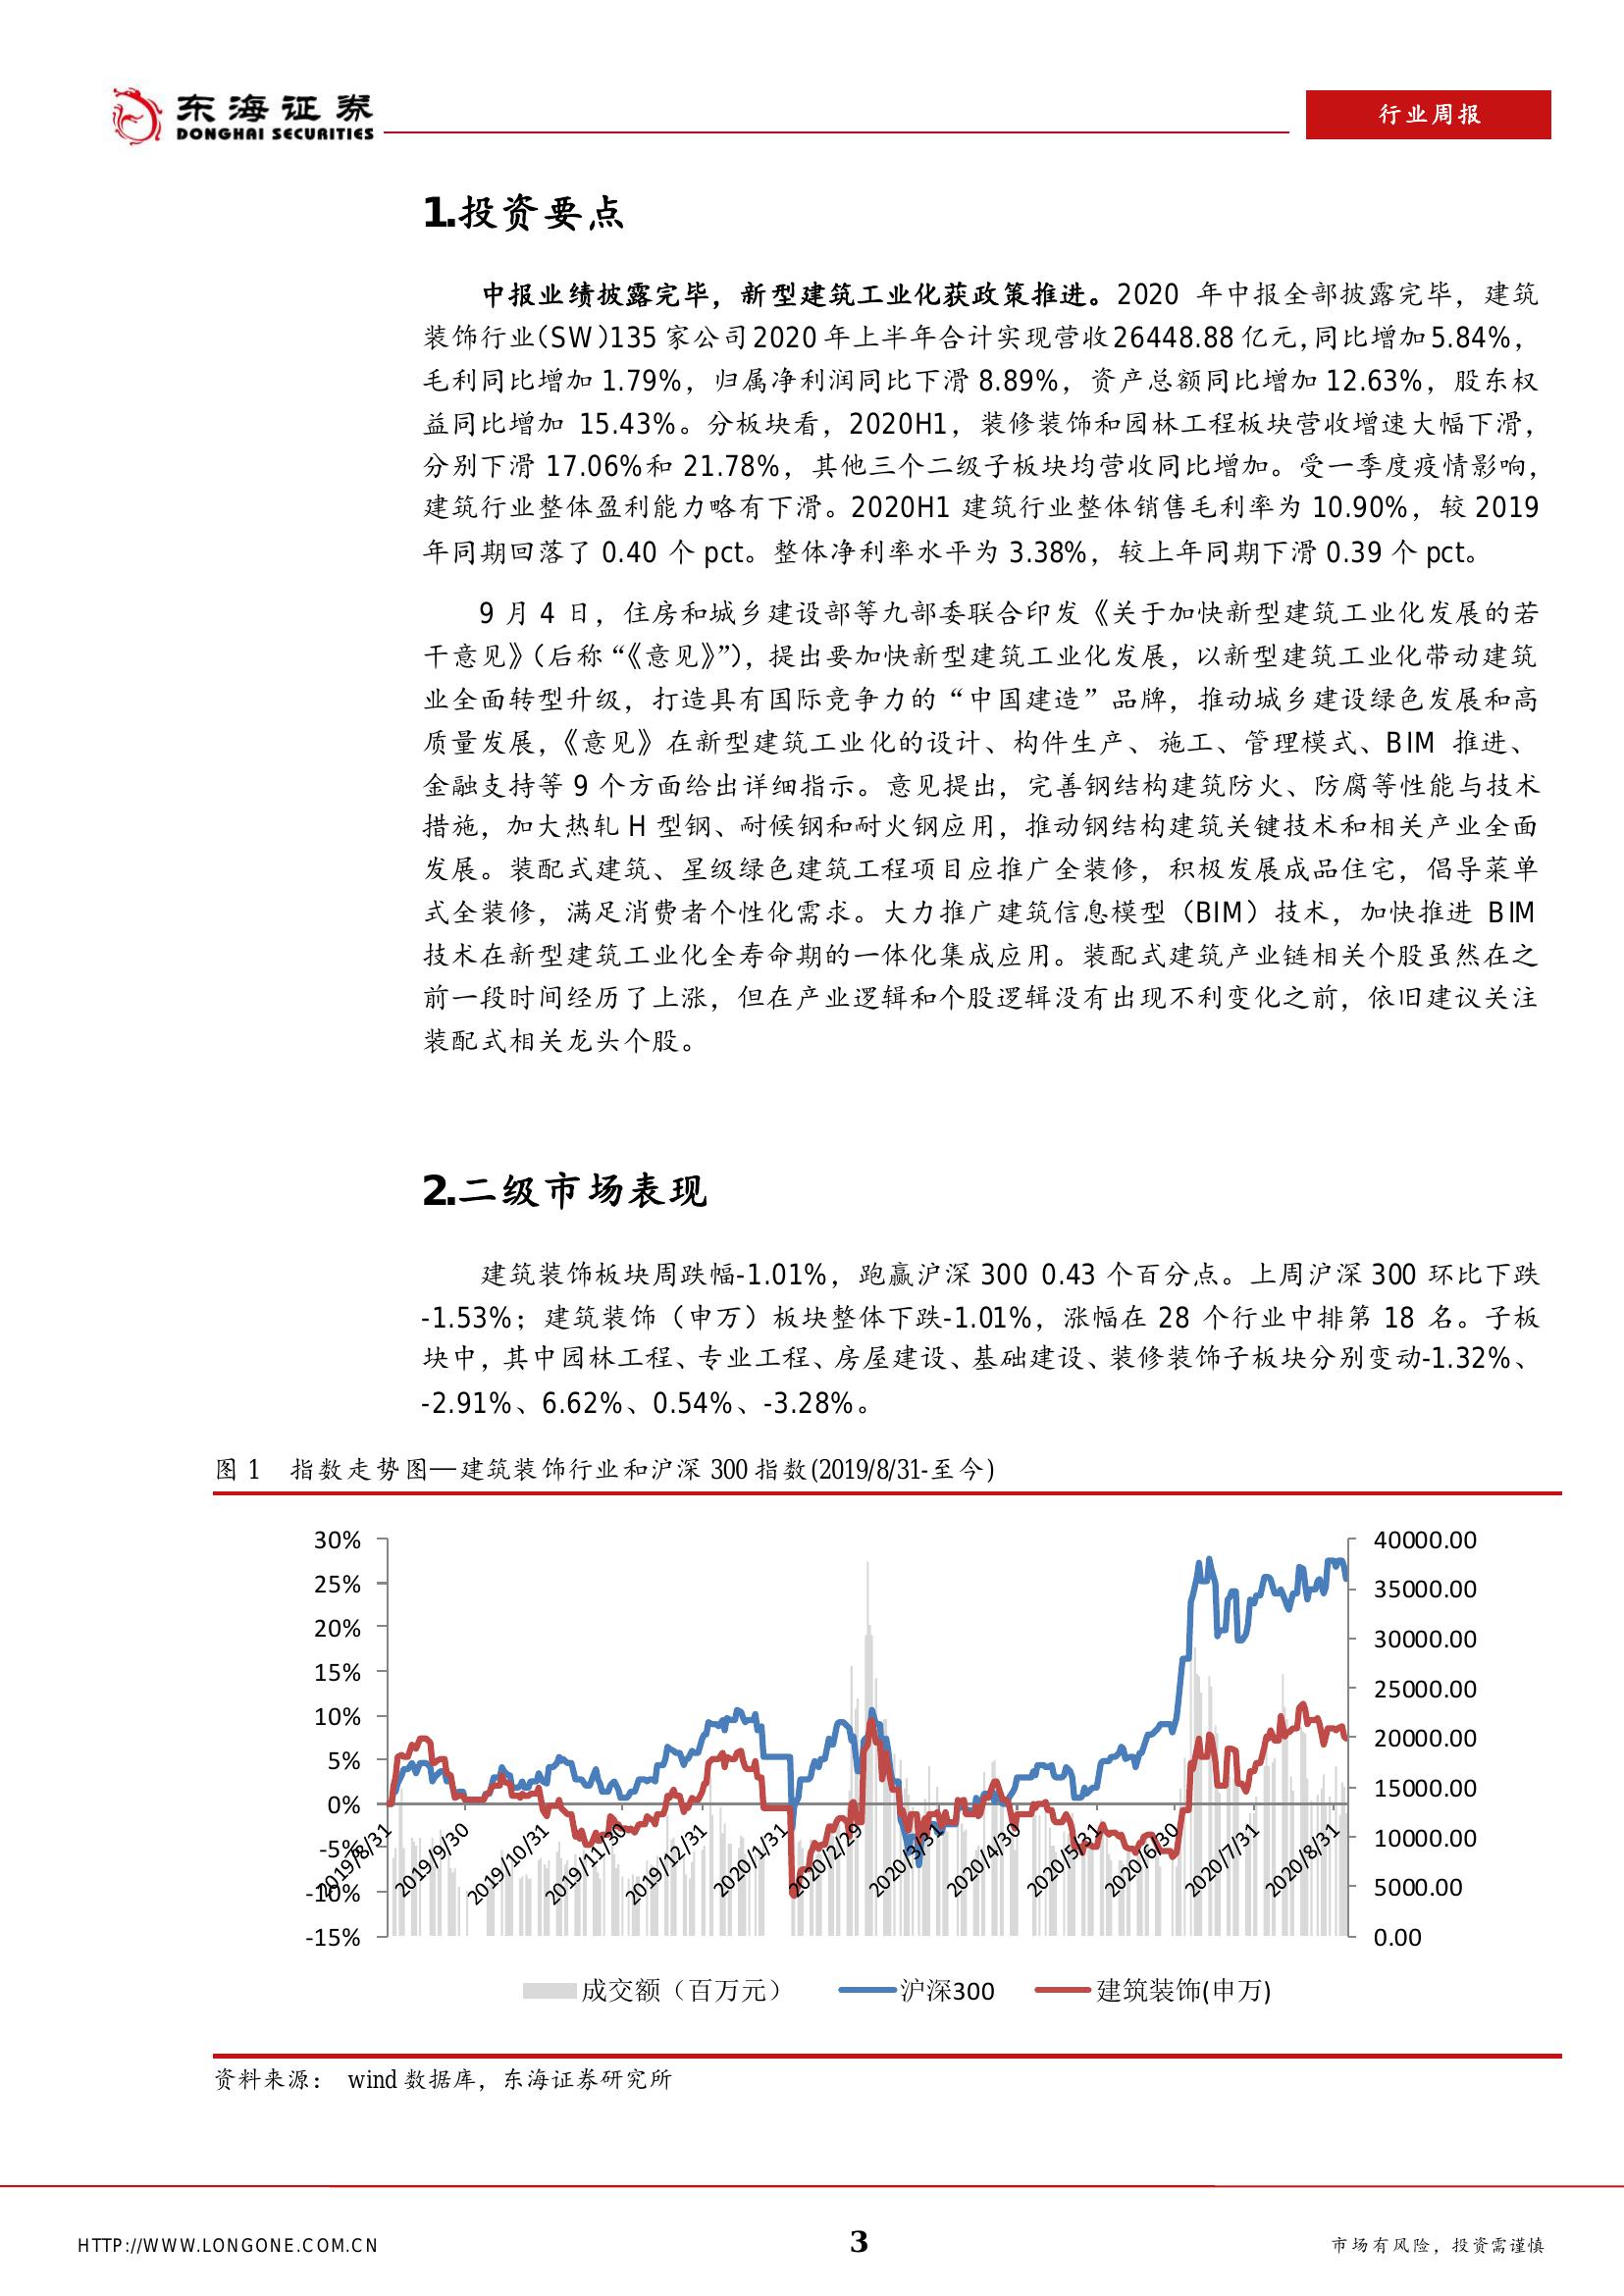 东海证券
DONGHAI SECURITIES
行业周报
1.投资要点
中报业绩披露完毕，新型建筑工业化获政策推进。2020 年中报全部披露完毕，建筑
装饰行业(SW)135 家公司2020 年上半年合计实现营收26448.88 亿元,同比增加5.84%，
毛利同比增加 1.79%，归属净利润同比下滑 8.89%，资产总额同比增加 12.63%，股东权
益同比增加 15.43%。分板块看，2020H1，装修装饰和园林工程板块营收增速大幅下滑，
分别下滑 17.06%和 21.78%，其他三个二级子板块均营收同比增加。受一季度疫情影响，
建筑行业整体盈利能力略有下滑。2020H1 建筑行业整体销售毛利率为 10.90%，较 2019
年同期回落了 0.40 个 pct。整体净利率水平为 3.38%，较上年同期下滑 0.39 个 pct。
9 月 4 日，住房和城乡建设部等九部委联合印发《关于加快新型建筑工业化发展的若
干意见》（后称“《意见》”），提出要加快新型建筑工业化发展，以新型建筑工业化带动建筑
业全面转型升级，打造具有国际竞争力的“中国建造”品牌，推动城乡建设绿色发展和高
质量发展，《意见》在新型建筑工业化的设计、构件生产、施工、管理模式、BIM 推进、
金融支持等 9 个方面给出详细指示。意见提出，完善钢结构建筑防火、防腐等性能与技术
措施，加大热轧 H 型钢、耐候钢和耐火钢应用，推动钢结构建筑关键技术和相关产业全面
发展。装配式建筑、星级绿色建筑工程项目应推广全装修，积极发展成品住宅，倡导菜单
式全装修，满足消费者个性化需求。大力推广建筑信息模型（BIM）技术，加快推进 BIM
技术在新型建筑工业化全寿命期的一体化集成应用。装配式建筑产业链相关个股虽然在之
前一段时间经历了上涨，但在产业逻辑和个股逻辑没有出现不利变化之前，依旧建议关注
装配式相关龙头个股。
2.二级市场表现
建筑装饰板块周跌幅-1.01%，跑赢沪深 300 0.43 个百分点。上周沪深 300 环比下跌
-1.53%；建筑装饰（申万）板块整体下跌-1.01%，涨幅在 28 个行业中排第 18 名。子板
块中，其中园林工程、专业工程、房屋建设、基础建设、装修装饰子板块分别变动-1.32%、
-2.91%、6.62%、0.54%、-3.28%。
图 1 指数走势图—建筑装饰行业和沪深 300 指数(2019/8/31-至今)
30%
25%
20%
15%
10%
5%
0%
-5%
-10%
-15%
40000.00
35000.00
30000.00
25000.00
20000.00
15000.00
10000.00
5000.00
0.00
2019/8/31
2019/9/30
2019/10/31
2019/11/30
2019/12/31
2020/1/31
2020/2/29
2020/3/31
2020/4/30
2020/5/31
2020/6/30
2020/7/31
2020/8/31
成交额（百万元） 沪深300 建筑装饰(申万)
资料来源： wind 数据库，东海证券研究所
HTTP://WWW.LONGONE.COM.CN
3
市场有风险，投资需谨慎